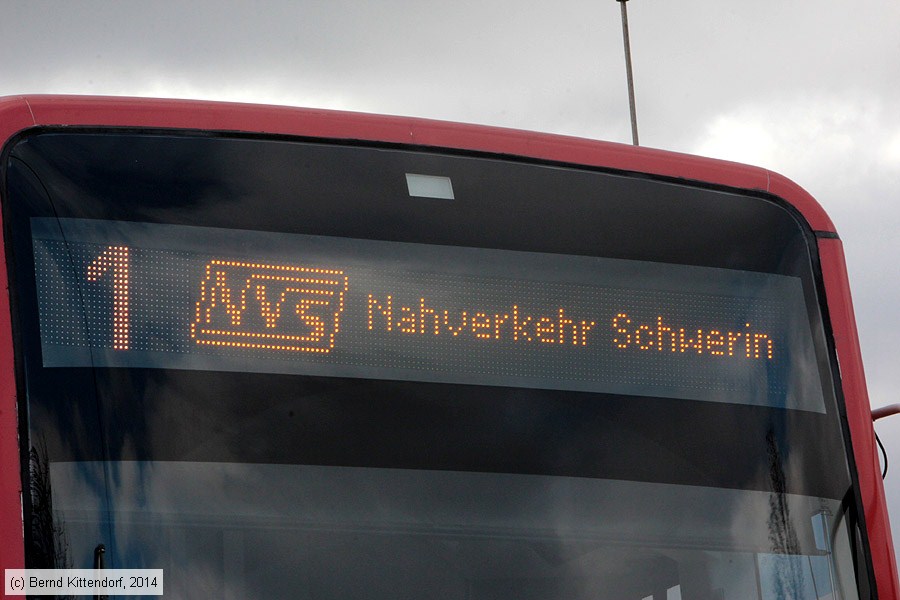 1 NVS Nahverkehr Schwerin
(c) Bernd Kittendorf, 2014